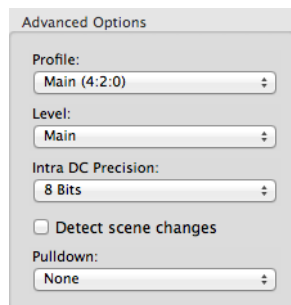 Advanced Options
Profile:
Main (4:2:0)
Level:
Main
Intra DC Precision:
8 Bits
Detect scene changes
Pulldown:
None